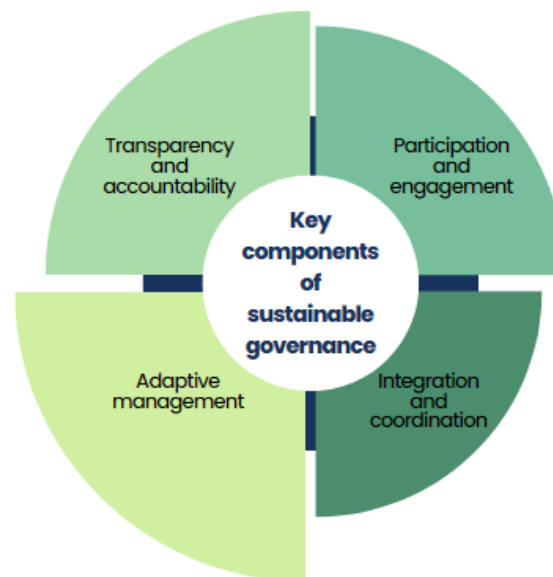 Transparency
and
accountability
Participation
and
engagement
Key
components
of
sustainable
governance
Adaptive
management
Integration
and
coordination